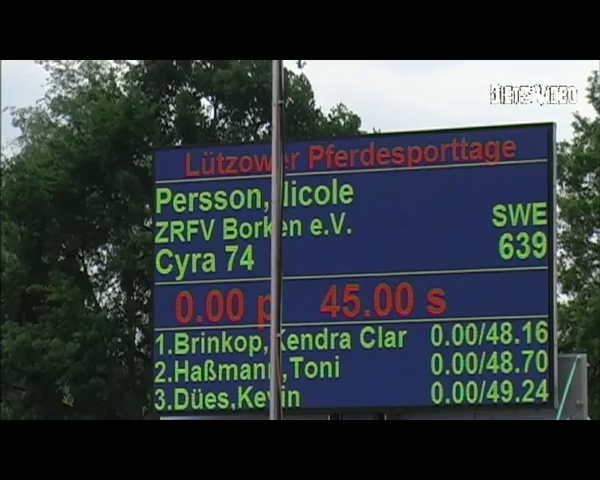 Lützower Pferdesporttage
Persson, Nicole
ZRFV Borken e.V. SWE
Cyra 74 639
0.00 p 45.00 s
1.Brinkop, Kendra Clar 0.00/48.16
2.Haßmann, Toni 0.00/48.70
3.Dües,Kevin 0.00/49.24